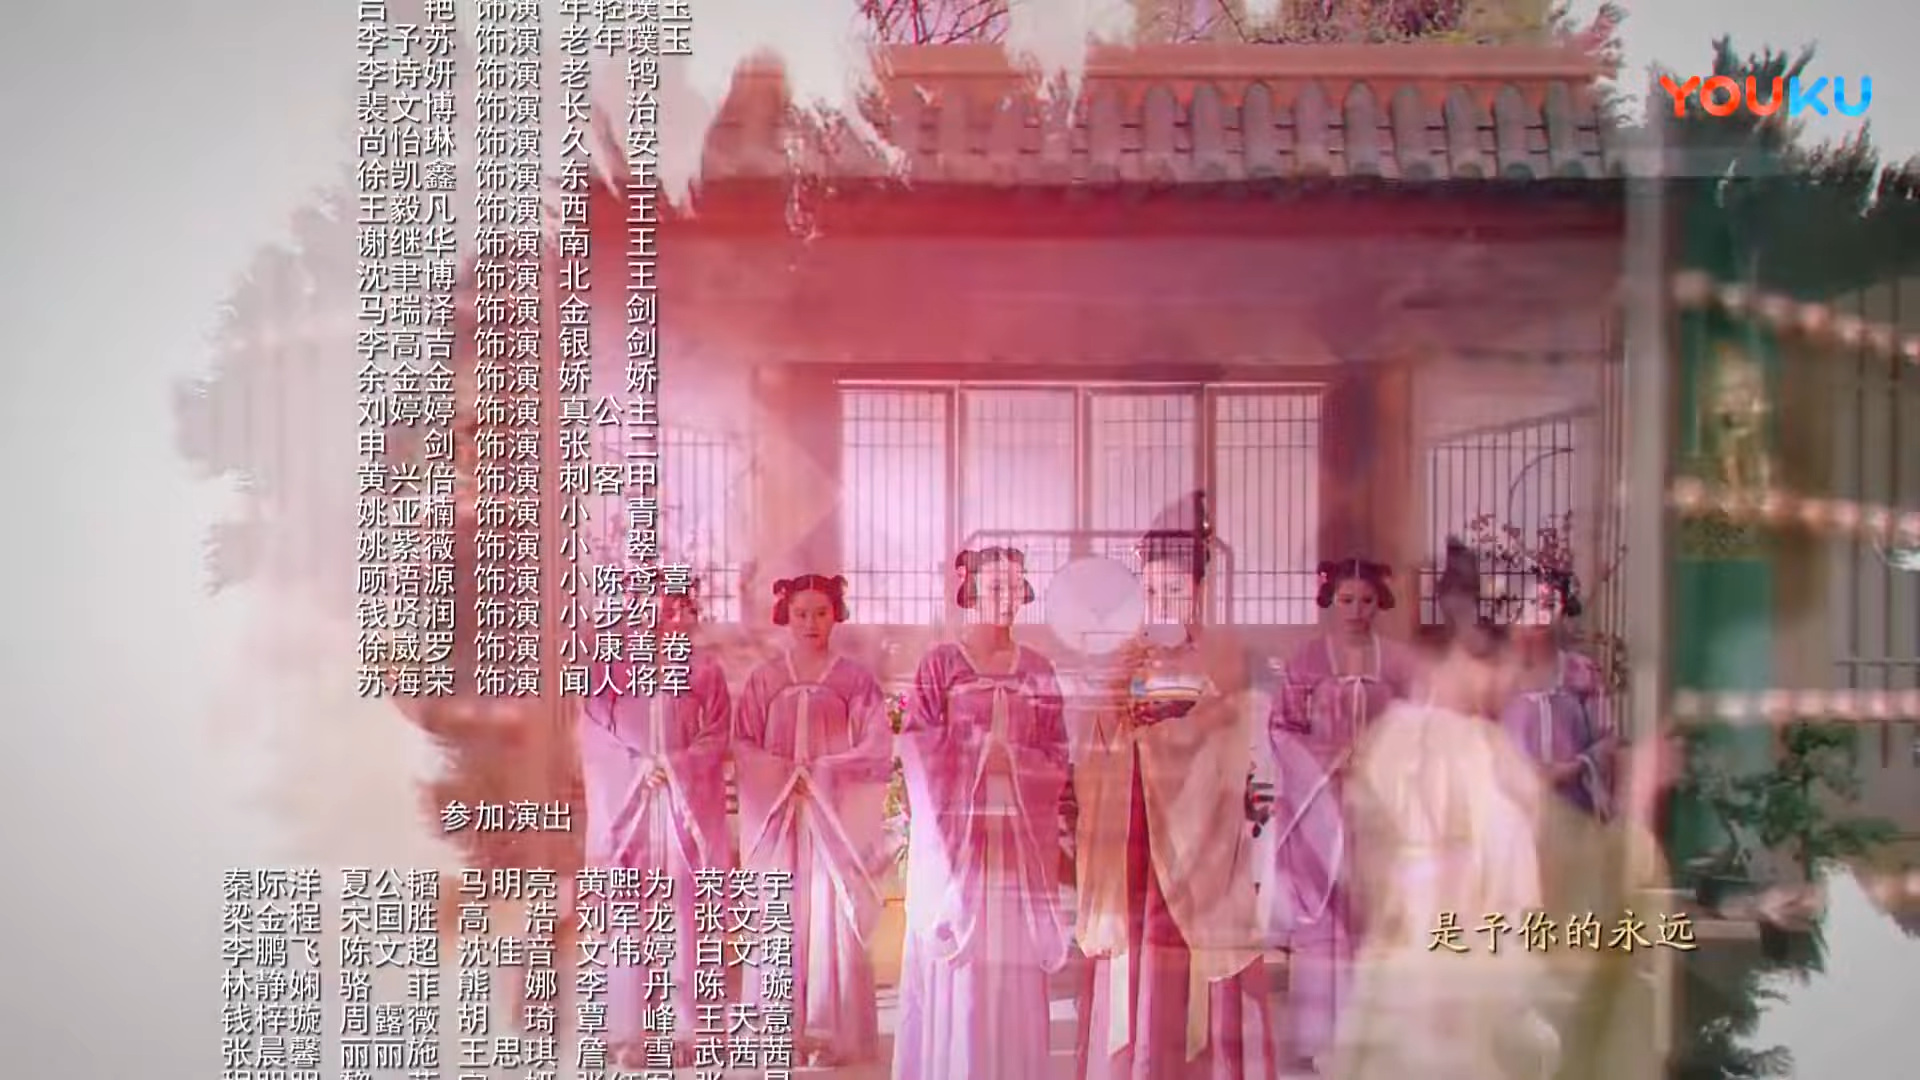 YOUKU
李予苏 饰演 老年璞玉
李诗妍 饰演 老 鸨
裴文博 饰演 长 治
尚怡琳 饰演 久 安
徐凯鑫 饰演 东 王
王毅凡 饰演 西 王
谢继华 饰演 南 王
沈聿博 饰演 北 王
马瑞泽 饰演 金 剑
李高吉 饰演 银 剑
余金金 饰演 娇 娇
刘婷婷 饰演 真公主
申 剑 饰演 张 二
黄兴倍 饰演 刺客甲
姚亚楠 饰演 小 青
姚紫薇 饰演 小 翠
顾语源 饰演 小陈鸢喜
钱贤润 饰演 小步约
徐崴罗 饰演 小康善卷
苏海荣 饰演 闻人将军
参加演出
秦际洋 夏公韬 马明亮 黄熙为 荣笑宇
梁金程 宋国胜 高 浩 刘军龙 张文昊
李鹏飞 陈文超 沈佳音 文伟婷 白文珺
林静娴 骆 菲 熊 娜 李 丹 陈 璇
钱梓璇 周露薇 胡 琦 覃 峰 王天意
张晨馨 丽丽施 王思琪 詹 雪 武茜茜
是予你的永远